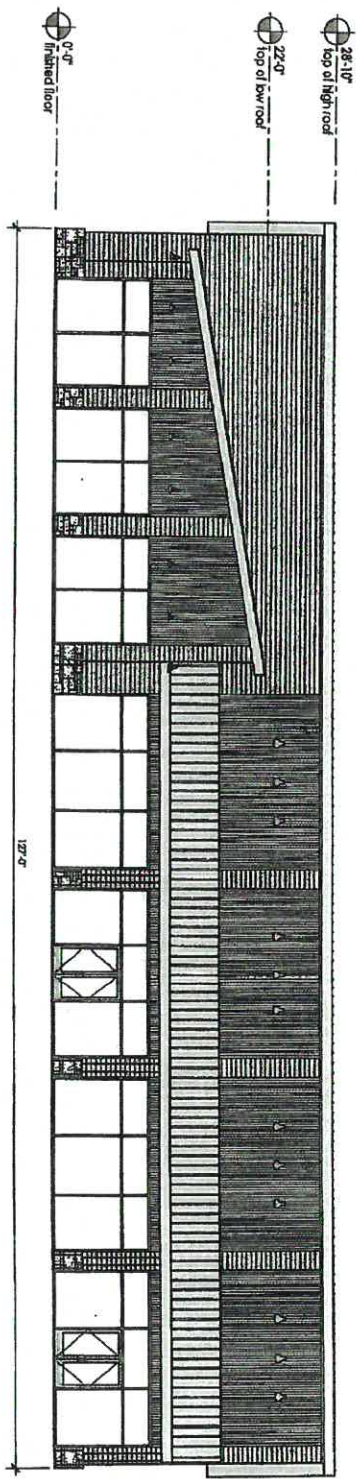 28'-10"
top of high roof
22'-0"
top of low roof
0'-0"
finished floor
127'-0"